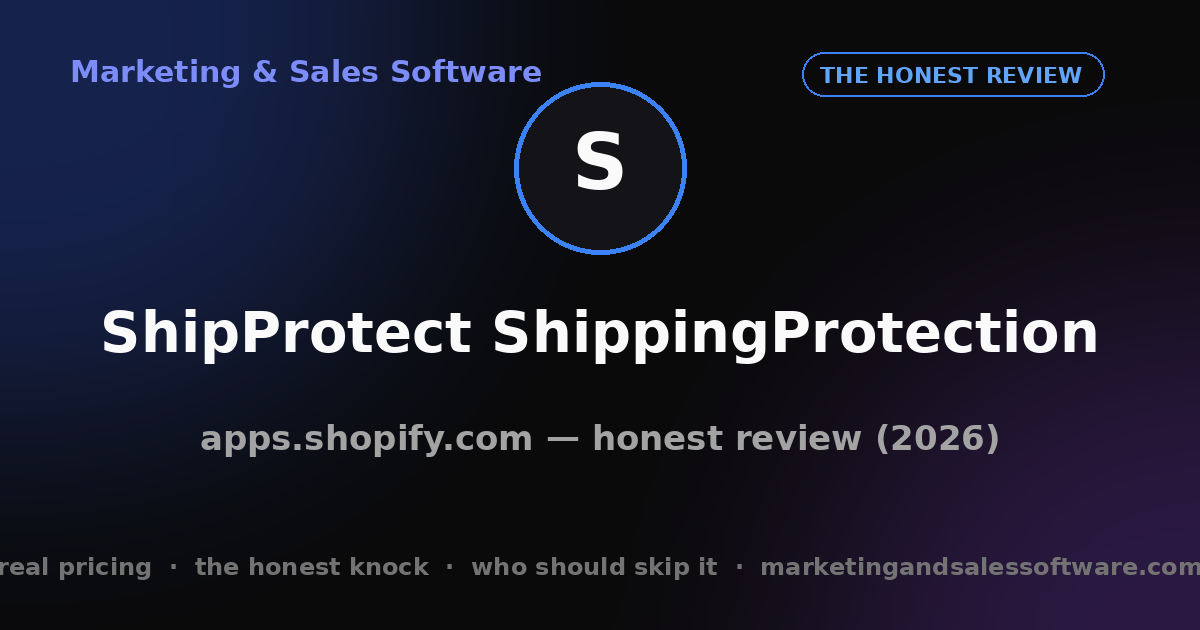 Marketing & Sales Software
THE HONEST REVIEW
S
ShipProtect ShippingProtection
apps.shopify.com — honest review (2026)
real pricing · the honest knock · who should skip it · marketingandsalessoftware.com